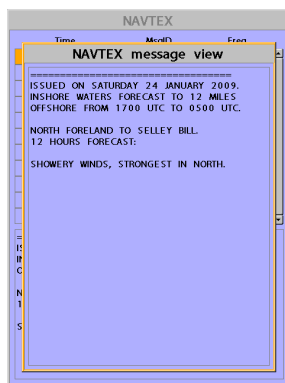 NAVTEX
Time MsgID Freq
NAVTEX message view
==================================
ISSUED ON SATURDAY 24 JANUARY 2009.
INSHORE WATERS FORECAST TO 12 MILES
OFFSHORE FROM 1700 UTC TO 0500 UTC.
NORTH FORELAND TO SELLEY BILL.
12 HOURS FORECAST:
SHOWERY WINDS, STRONGEST IN NORTH.